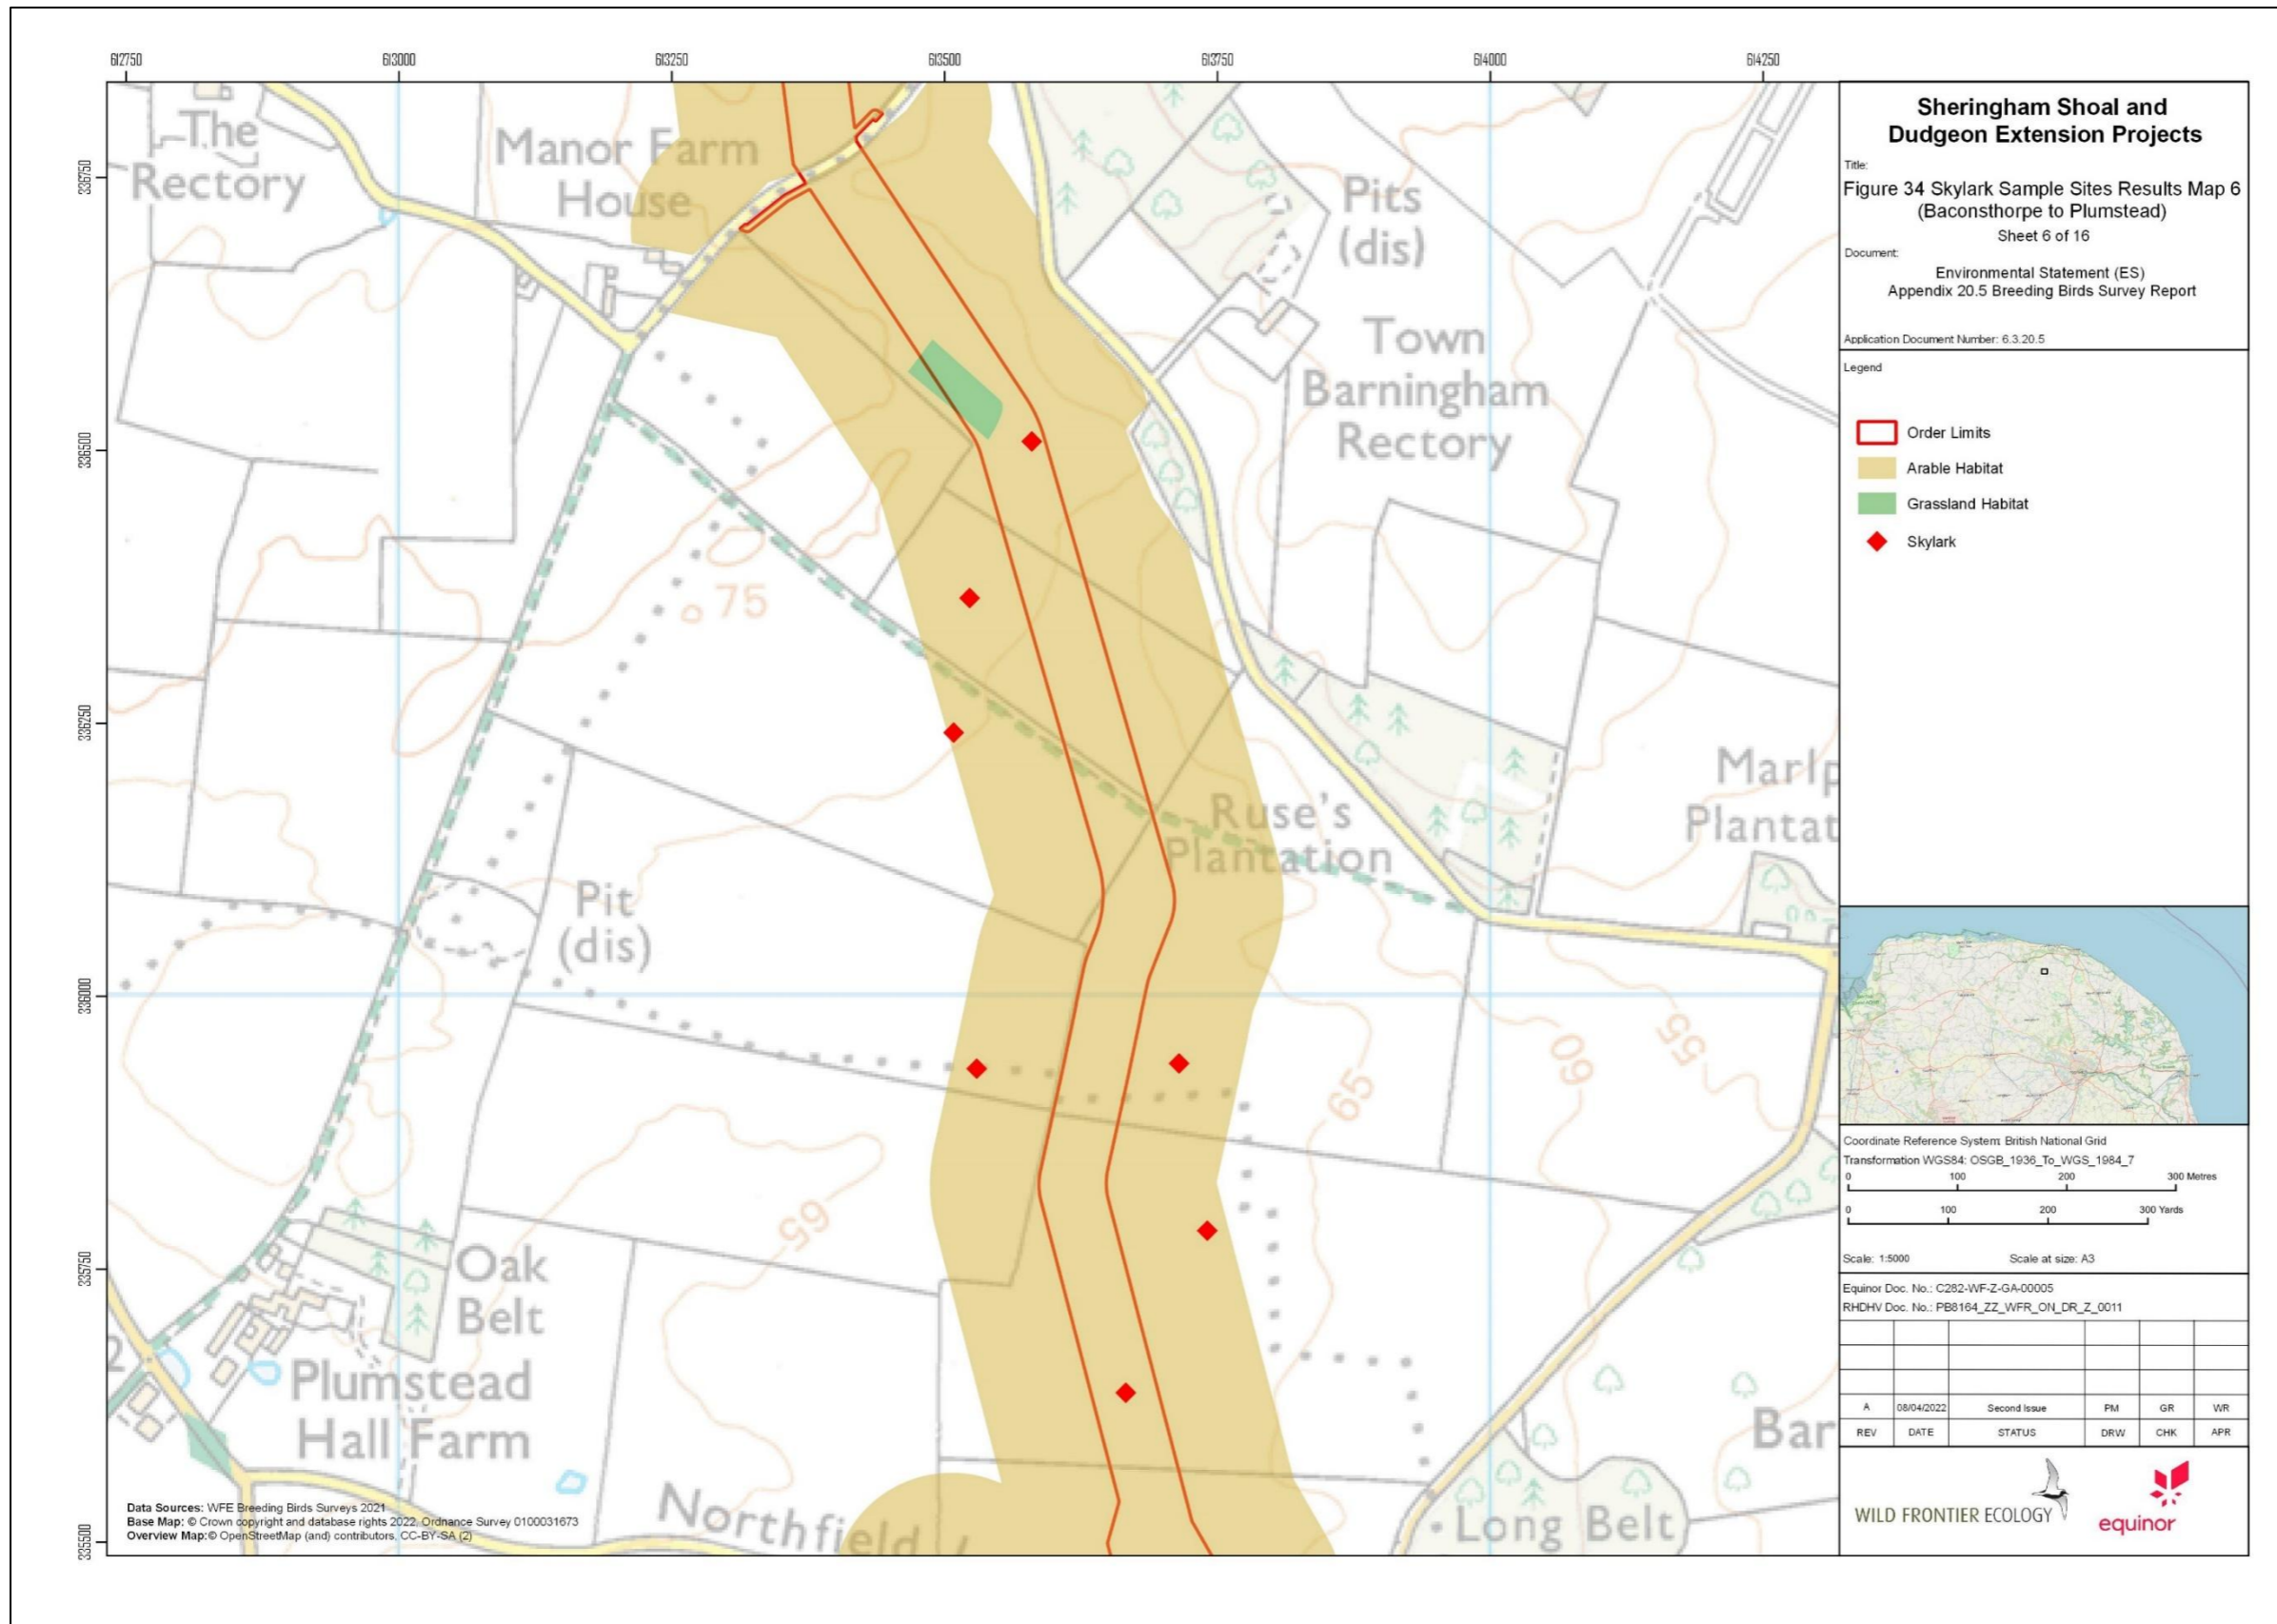 612750
613000
613250
613500
613750
614000
614250
336750
336500
336250
336000
335750
335500
The
Rectory
Manor Farm
House
Pits
(dis)
Town
Barningham
Rectory
75
Marlp
Plantat
Ruse's
Plantation
Pit
(dis)
65
60
55
65
Oak
Belt
2
Plumstead
Hall Farm
Northfield
Bar
Long Belt
Data Sources: WFE Breeding Birds Surveys 2021
Base Map: © Crown copyright and database rights 2022, Ordnance Survey 0100031673
Overview Map:© OpenStreetMap (and) contributors, CC-BY-SA (2)
Sheringham Shoal and
Dudgeon Extension Projects
Title:
Figure 34 Skylark Sample Sites Results Map 6
(Baconsthorpe to Plumstead)
Sheet 6 of 16
Document:
Environmental Statement (ES)
Appendix 20.5 Breeding Birds Survey Report
Application Document Number: 6.3.20.5
Legend
Order Limits
Arable Habitat
Grassland Habitat
Skylark
Coordinate Reference System: British National Grid
Transformation WGS84: OSGB_1936_To_WGS_1984_7
0 100 200 300 Metres
0 100 200 300 Yards
Scale: 1:5000 Scale at size: A3
Equinor Doc. No.: C282-WF-Z-GA-00005
RHDHV Doc. No.: PB8164_ZZ_WFR_ON_DR_Z_0011
A 08/04/2022 Second Issue PM GR WR
REV DATE STATUS DRW CHK APR
WILD FRONTIER ECOLOGY
equinor